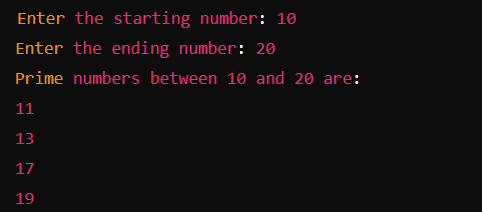 Enter the starting number: 10
Enter the ending number: 20
Prime numbers between 10 and 20 are:
11
13
17
19